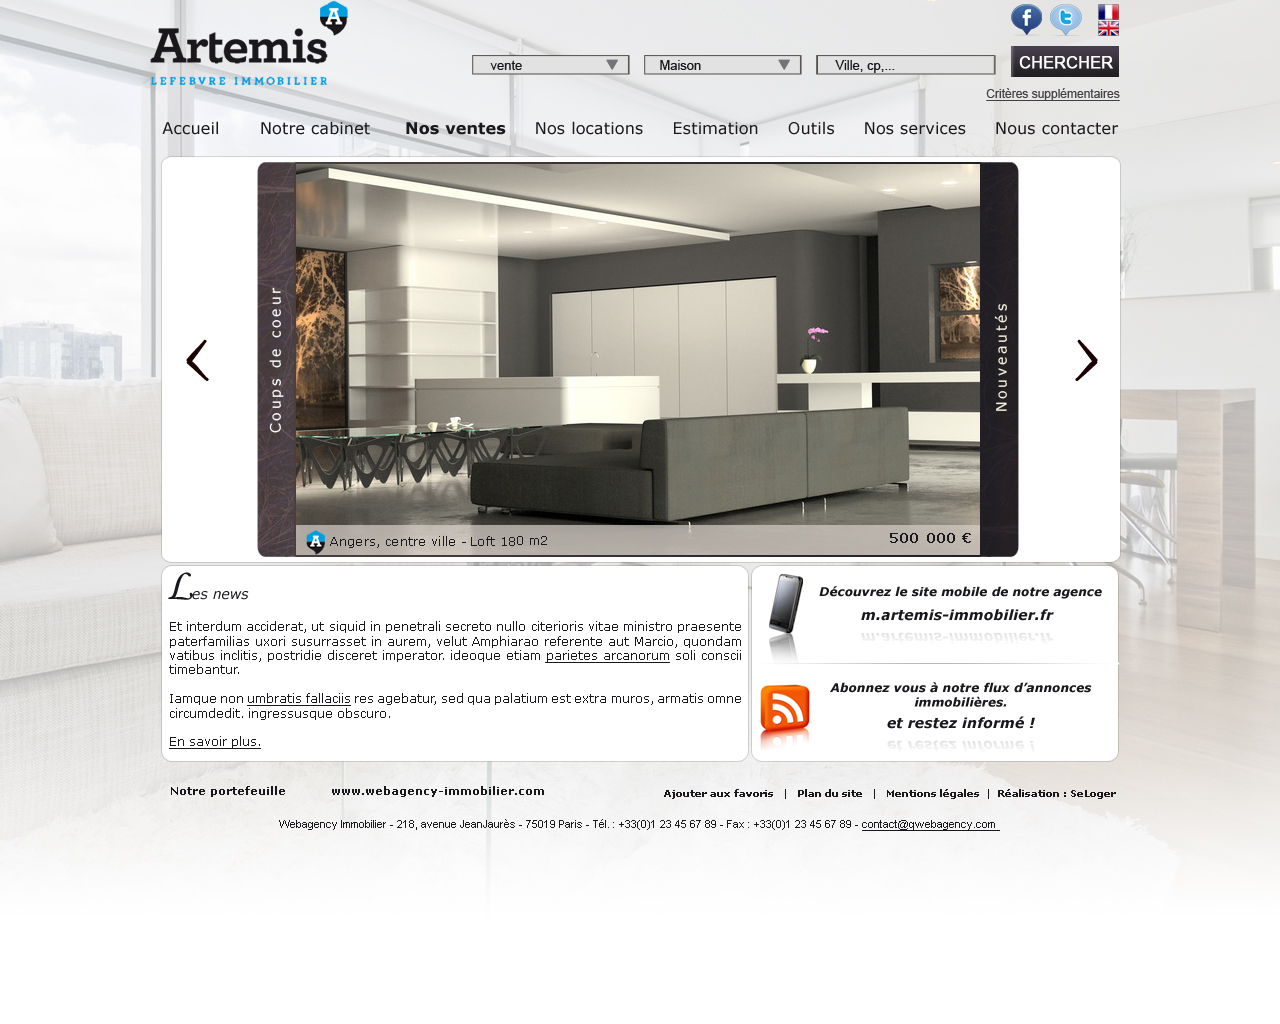 Artemis
LEFEBVRE IMMOBILIER
vente
Maison
Ville, cp,...
CHERCHER
Critères supplémentaires
Accueil
Notre cabinet
Nos ventes
Nos locations
Estimation
Outils
Nos services
Nous contacter
Coups de coeur
Nouveautés
Angers, centre ville - Loft 180 m2
500 000 €
Les news
Et interdum acciderat, ut siquid in penetrali secreto nullo citerioris vitae ministro praesente
paterfamilias uxori susurrasset in aurem, velut Amphiarao referente aut Marcio, quondam
vatibus inclitis, postridie disceret imperator. ideoque etiam parietes arcanorum soli conscii
timebantur.
Iamque non umbratis fallaciis res agebatur, sed qua palatium est extra muros, armatis omne
circumdedit. ingressusque obscuro.
En savoir plus.
Découvrez le site mobile de notre agence
m.artemis-immobilier.fr
Abonnez vous à notre flux d’annonces
immobilières.
et restez informé !
Notre portefeuille
www.webagency-immobilier.com
Ajouter aux favoris | Plan du site | Mentions légales | Réalisation : SeLoger
Webagency Immobilier - 218, avenue JeanJaurès - 75019 Paris - Tél. : +33(0)1 23 45 67 89 - Fax : +33(0)1 23 45 67 89 - contact@qwebagency.com